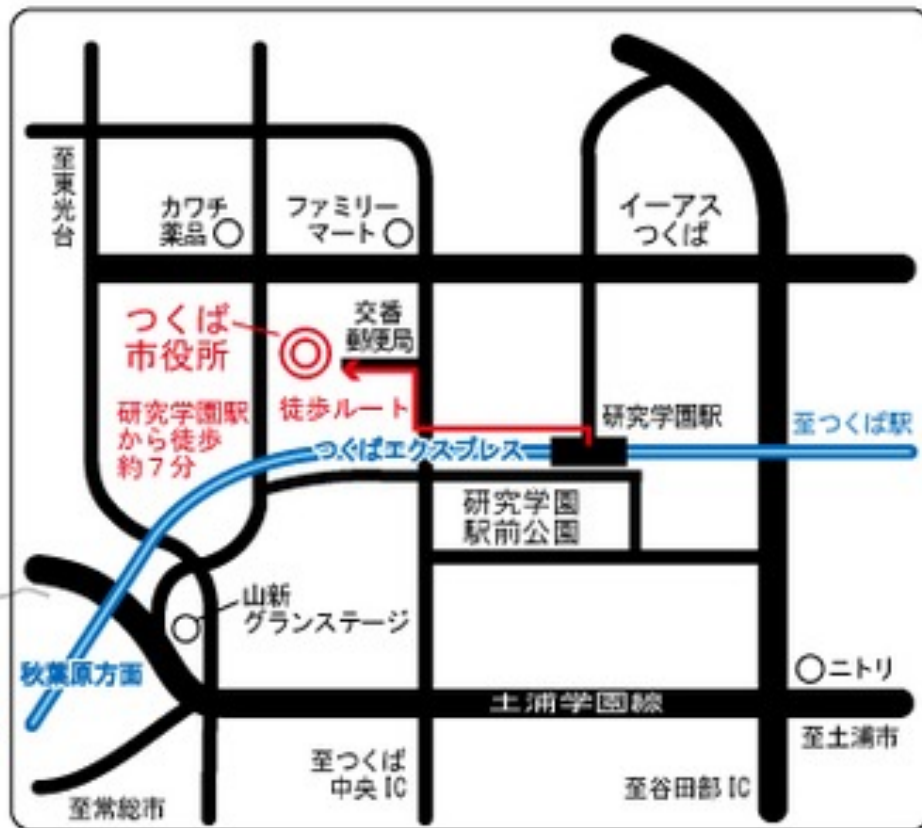 至東光台
カワチ
薬品
ファミリー
マート
イーアス
つくば
つくば
市役所
交番
郵便局
研究学園駅
から徒歩
約7分
徒歩ルート
研究学園駅
至つくば駅
つくばエクスプレス
研究学園
駅前公園
山新
グランステージ
秋葉原方面
ニトリ
土浦学園線
至土浦市
至つくば
中央IC
至谷田部IC
至常総市